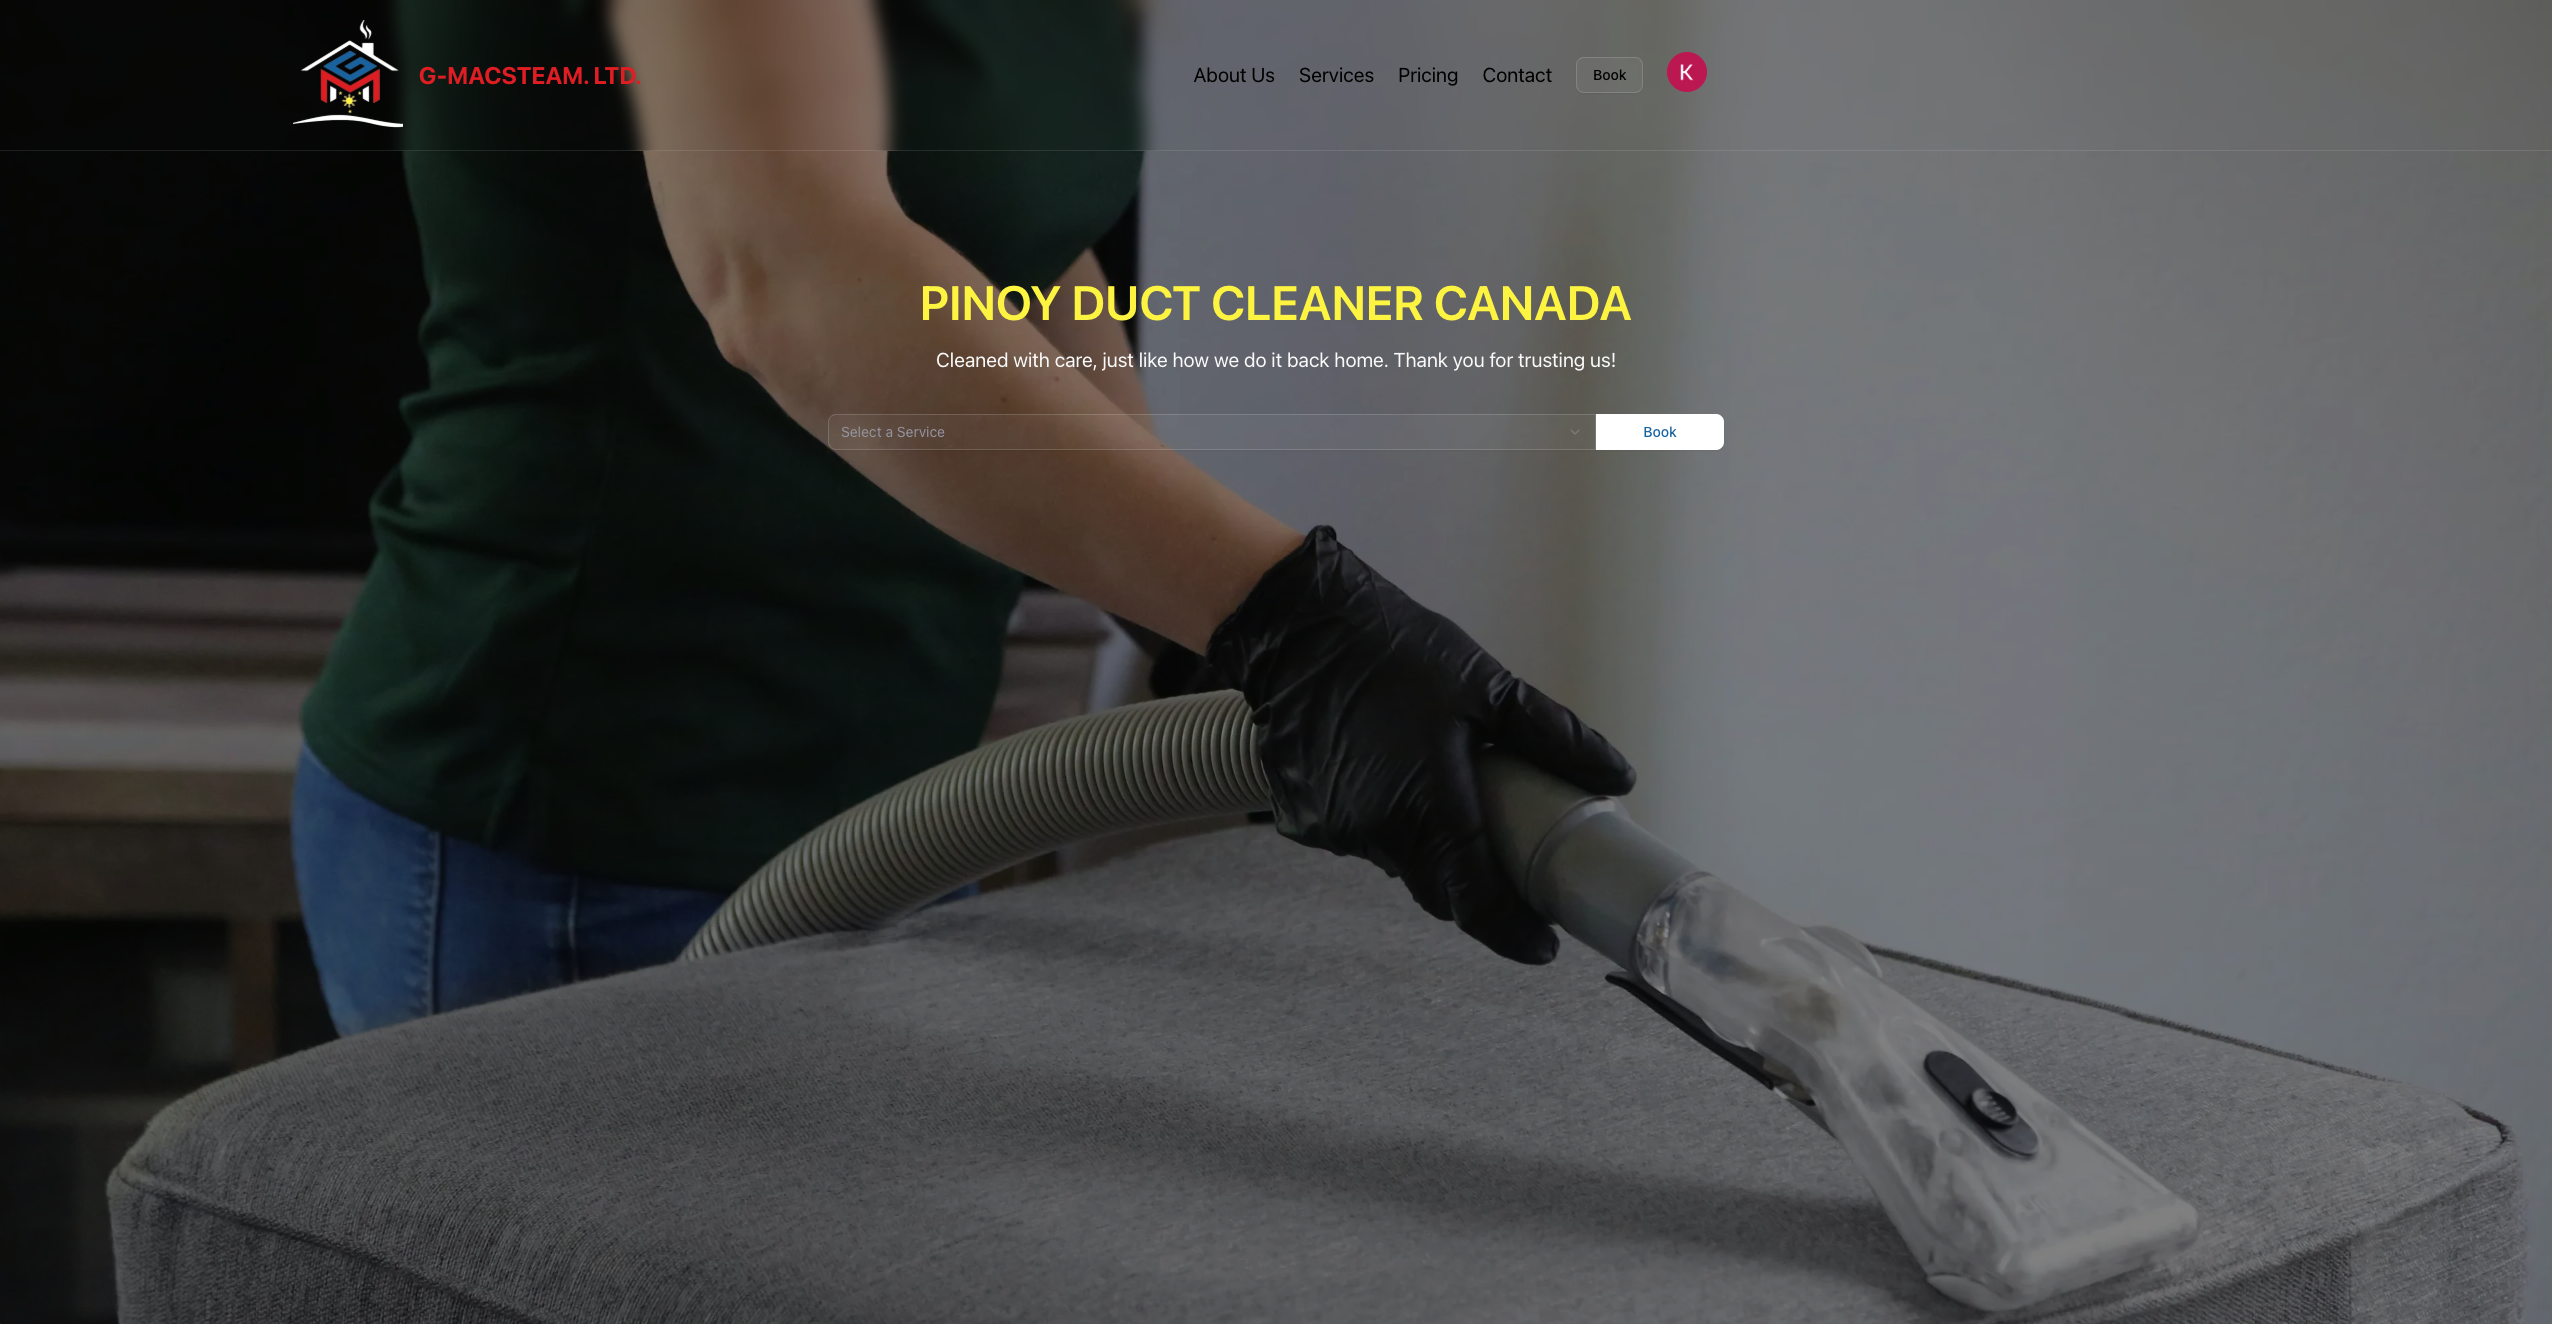 G-MACSTEAM. LTD.
About Us
Services
Pricing
Contact
Book
K
PINOY DUCT CLEANER CANADA
Cleaned with care, just like how we do it back home. Thank you for trusting us!
Select a Service
Book